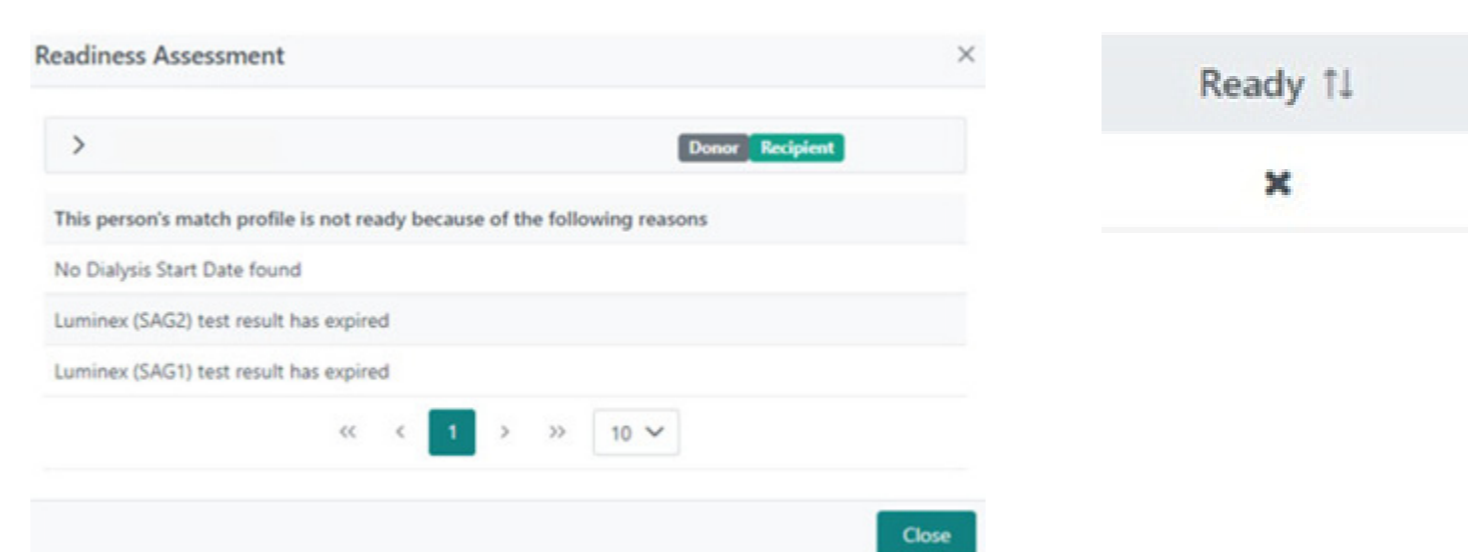 Readiness Assessment
Donor Recipient
This person's match profile is not ready because of the following reasons
No Dialysis Start Date found
Luminex (SAG2) test result has expired
Luminex (SAG1) test result has expired
1 10
Close
Ready